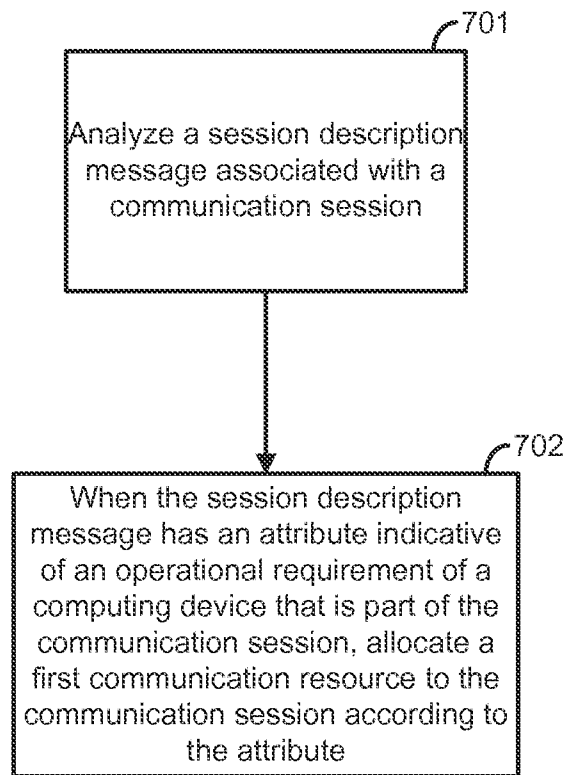 701
Analyze a session description
message associated with a
communication session
702
When the session description
message has an attribute indicative
of an operational requirement of a
computing device that is part of the
communication session, allocate a
first communication resource to the
communication session according to
the attribute